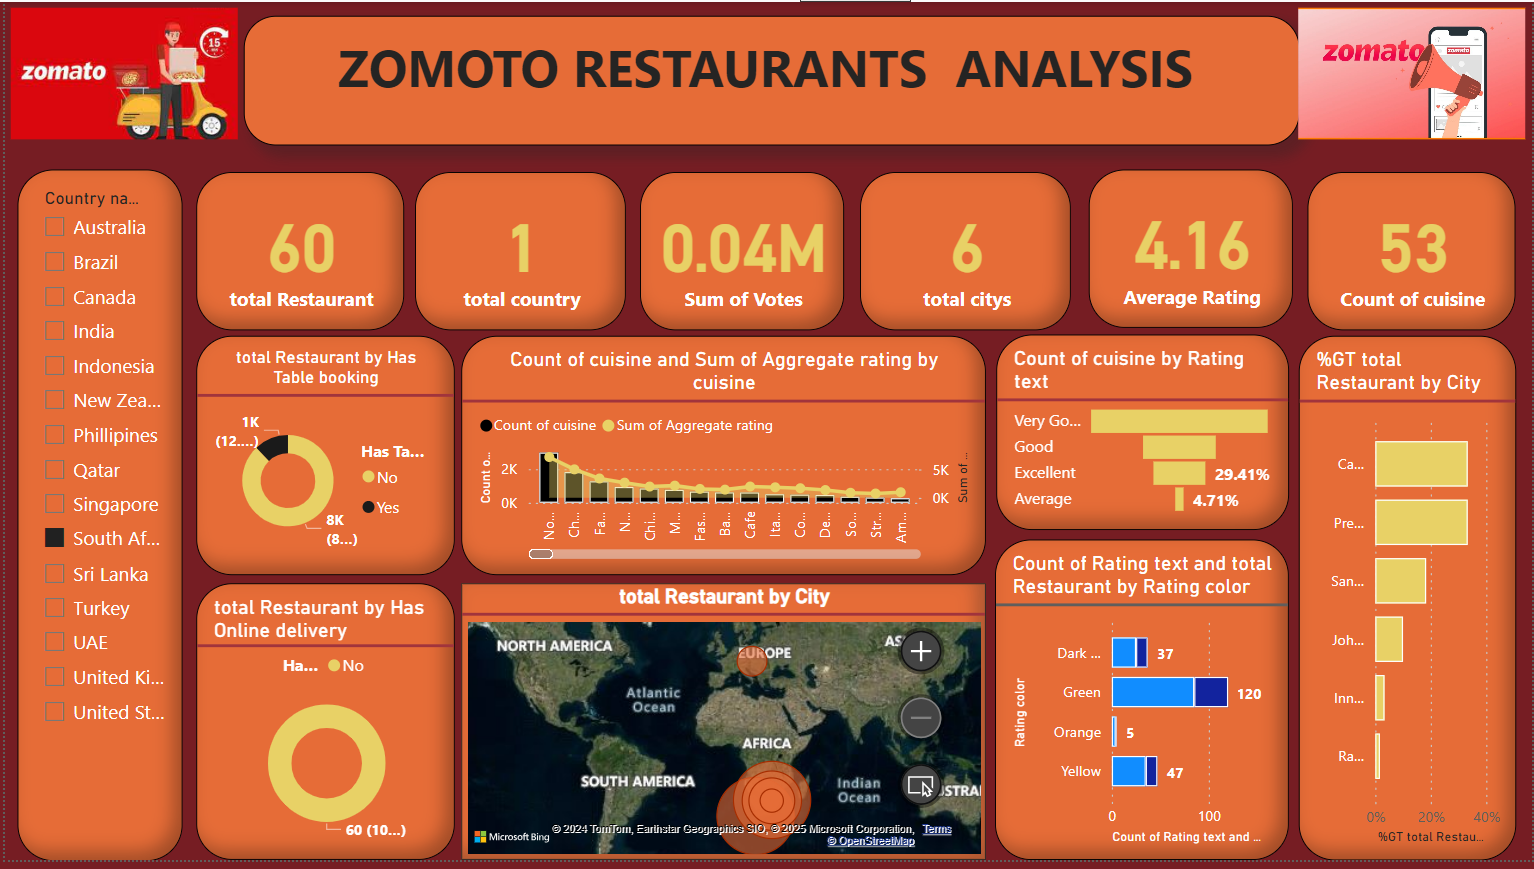 zomato
15
ZOMOTO RESTAURANTS ANALYSIS
zomato
zomato
Country na...
Australia
Brazil
Canada
India
Indonesia
New Zea...
Phillipines
Qatar
Singapore
South Af...
Sri Lanka
Turkey
UAE
United Ki...
United St...
60
total Restaurant
1
total country
0.04M
Sum of Votes
6
total citys
4.16
Average Rating
53
Count of cuisine
total Restaurant by Has
Table booking
1K
(12....)
8K
(8...)
Has Ta...
No
Yes
Count of cuisine and Sum of Aggregate rating by
cuisine
Count of cuisine
Sum of Aggregate rating
Count o...
2K
0K
5K
0K
Sum of ...
No...
Ch...
Fa...
N...
Chi...
M...
Fas...
Ba...
Cafe
Ita...
Co...
De...
So...
Str...
Am...
Count of cuisine by Rating
text
Very Go...
Good
Excellent
29.41%
Average
4.71%
%GT total
Restaurant by City
Ca...
Pre...
San...
Joh...
Inn...
Ra...
0%
20%
40%
%GT total Restau...
total Restaurant by Has
Online delivery
Ha...
No
60 (10...)
total Restaurant by City
NORTH AMERICA
EUROPE
AS
Atlantic
Ocean
AFRICA
SOUTH AMERICA
Indian
Ocean
STRAI
Microsoft Bing
© 2024 TomTom, Earthstar Geographics SIO, © 2025 Microsoft Corporation,
Terms
© OpenStreetMap
Count of Rating text and total
Restaurant by Rating color
Rating color
Dark ...
37
Green
120
Orange
5
Yellow
47
0
100
Count of Rating text and ...